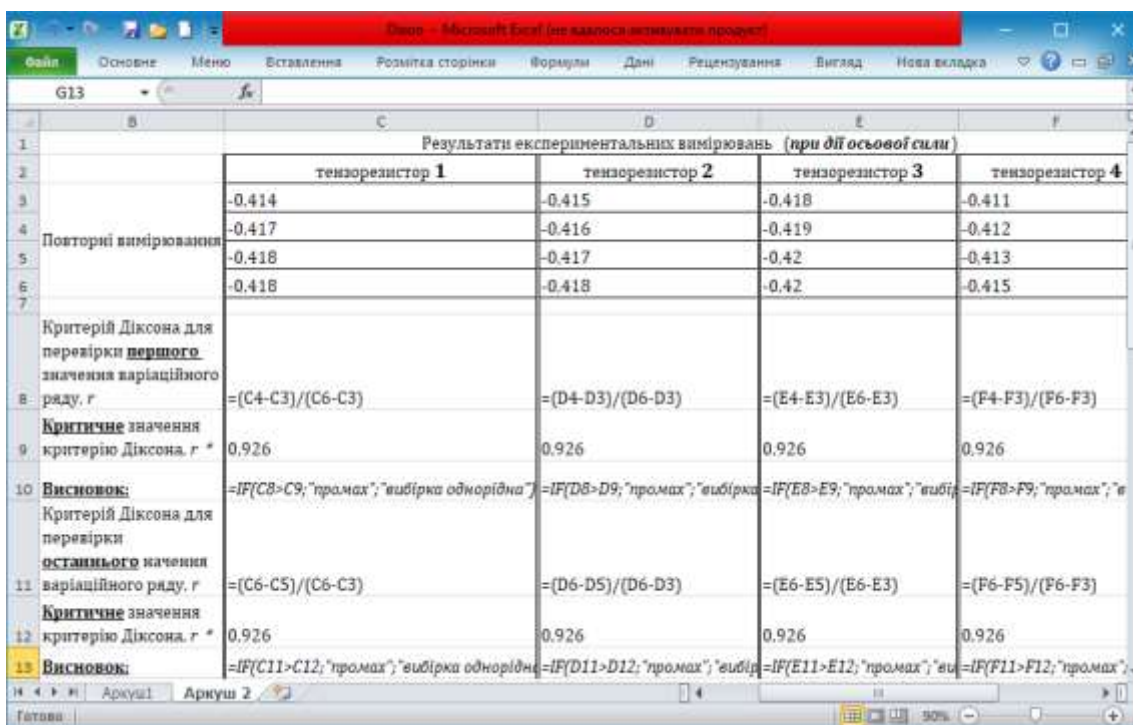 Microsoft Excel (не вдалося активувати продукт)
Файл Основне Меню Вставлення Розмітка сторінки Формули Дані Рецензування Вигляд Нова вкладка
G13 fx
B C D E F
1 Результати експериментальних вимірювань (при дії осьової сили)
2 тензорезистор 1 тензорезистор 2 тензорезистор 3 тензорезистор 4
3 -0.414 -0.415 -0.418 -0.411
4 -0.417 -0.416 -0.419 -0.412
Повторні вимірювання
5 -0.418 -0.417 -0.42 -0.413
6 -0.418 -0.418 -0.42 -0.415
7
Критерій Діксона для
перевірки першого
значення варіаційного
8 ряду, r =(C4-C3)/(C6-C3) =(D4-D3)/(D6-D3) =(E4-E3)/(E6-E3) =(F4-F3)/(F6-F3)
Критичне значення
9 критерію Діксона, r * 0.926 0.926 0.926 0.926
10 Висновок: =IF(C8>C9;"промах";"вибірка однорідна") =IF(D8>D9;"промах";"вибірка =IF(E8>E9;"промах";"вибі =IF(F8>F9;"промах";"в
Критерій Діксона для
перевірки
останнього начення
11 варіаційного ряду, r =(C6-C5)/(C6-C3) =(D6-D5)/(D6-D3) =(E6-E5)/(E6-E3) =(F6-F5)/(F6-F3)
Критичне значення
12 критерію Діксона, r * 0.926 0.926 0.926 0.926
13 Висновок: =IF(C11>C12;"промах";"вибірка однорідн =IF(D11>D12;"промах";"вибір =IF(E11>E12;"промах";"ви =IF(F11>F12;"промах";
Аркуш1 Аркуш 2
Готово 90%